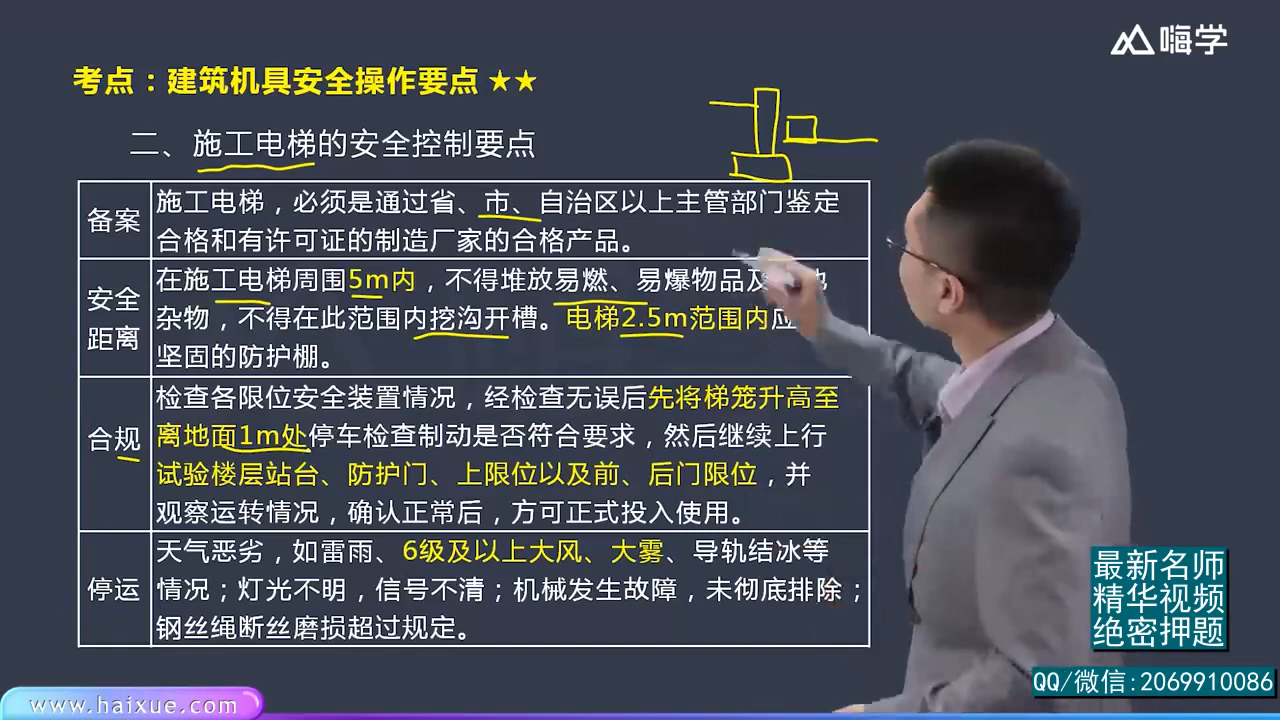 嗨学
考点：建筑机具安全操作要点 ★★
二、施工电梯的安全控制要点
备案
施工电梯，必须是通过省、市、自治区以上主管部门鉴定
合格和有许可证的制造厂家的合格产品。
安全
距离
在施工电梯周围5m内，不得堆放易燃、易爆物品及
杂物，不得在此范围内挖沟开槽。电梯2.5m范围内应
坚固的防护棚。
合规
检查各限位安全装置情况，经检查无误后先将梯笼升高至
离地面1m处停车检查制动是否符合要求，然后继续上行
试验楼层站台、防护门、上限位以及前、后门限位，并
观察运转情况，确认正常后，方可正式投入使用。
停运
天气恶劣，如雷雨、6级及以上大风、大雾、导轨结冰等
情况；灯光不明，信号不清；机械发生故障，未彻底排除；
钢丝绳断丝磨损超过规定。
最新名师
精华视频
绝密押题
QQ/微信:2069910086
www.haixue.com